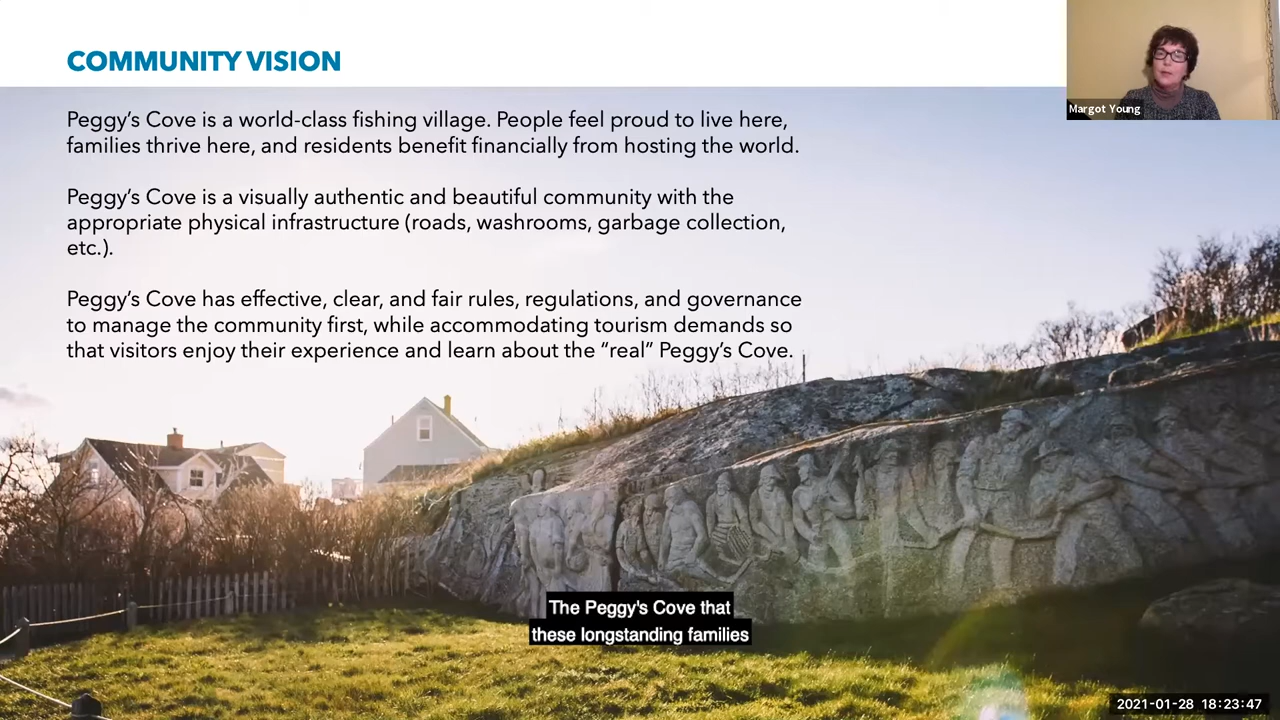 COMMUNITY VISION
Margot Young
Peggy’s Cove is a world-class fishing village. People feel proud to live here,
families thrive here, and residents benefit financially from hosting the world.
Peggy’s Cove is a visually authentic and beautiful community with the
appropriate physical infrastructure (roads, washrooms, garbage collection,
etc.).
Peggy’s Cove has effective, clear, and fair rules, regulations, and governance
to manage the community first, while accommodating tourism demands so
that visitors enjoy their experience and learn about the “real” Peggy’s Cove.
The Peggy's Cove that
these longstanding families
2021-01-28 18:23:47